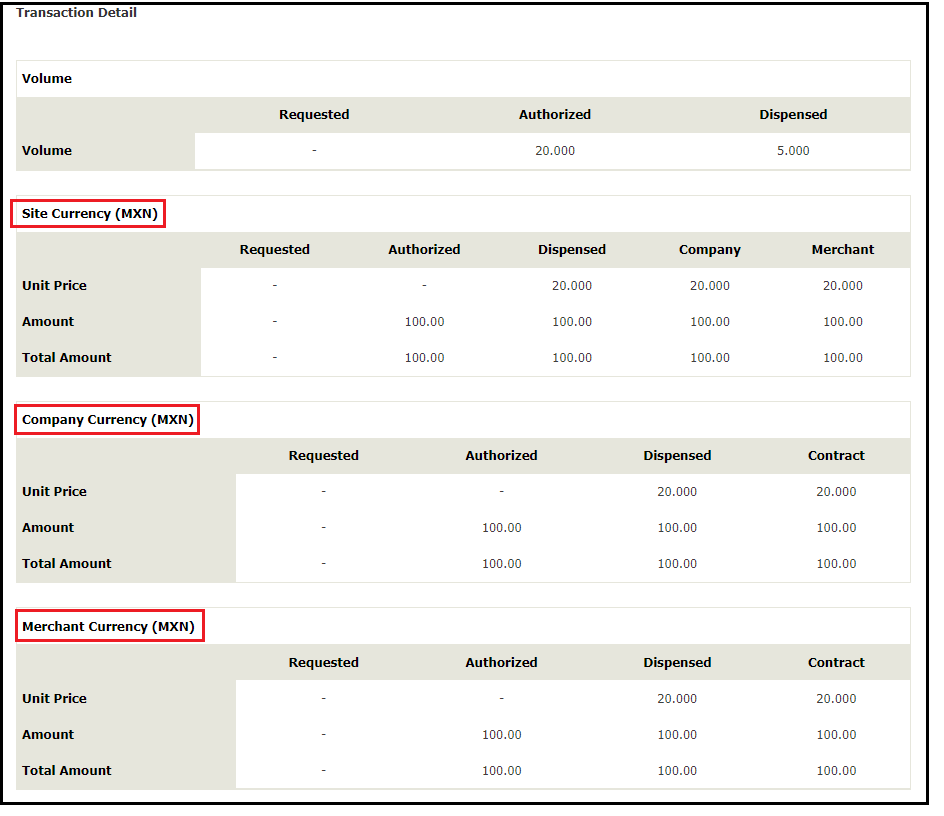 Transaction Detail
Volume
Requested Authorized Dispensed
Volume - 20.000 5.000
Site Currency (MXN)
Requested Authorized Dispensed Company Merchant
Unit Price - - 20.000 20.000 20.000
Amount - 100.00 100.00 100.00 100.00
Total Amount - 100.00 100.00 100.00 100.00
Company Currency (MXN)
Requested Authorized Dispensed Contract
Unit Price - - 20.000 20.000
Amount - 100.00 100.00 100.00
Total Amount - 100.00 100.00 100.00
Merchant Currency (MXN)
Requested Authorized Dispensed Contract
Unit Price - - 20.000 20.000
Amount - 100.00 100.00 100.00
Total Amount - 100.00 100.00 100.00